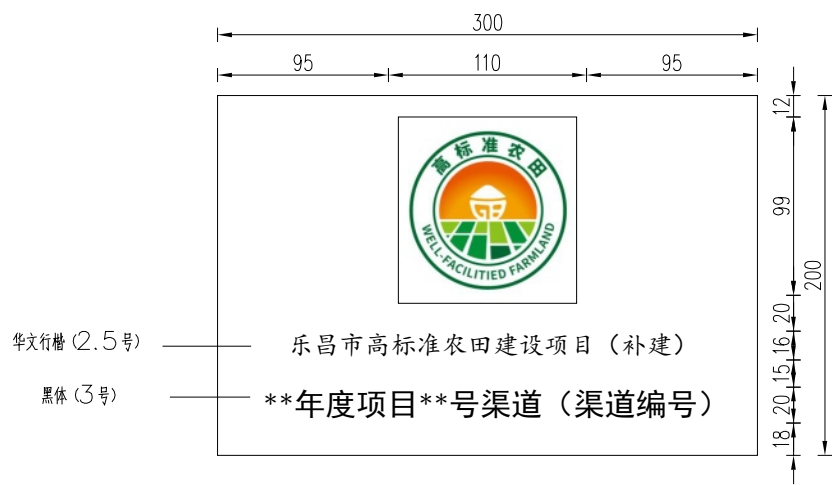 300
95 110 95
12
高标准农田
WELL-FACILITIED FARMLAND
99
200
20
华文行楷(2.5号)
乐昌市高标准农田建设项目（补建）
16
15
黑体(3号)
**年度项目**号渠道（渠道编号）
20
18